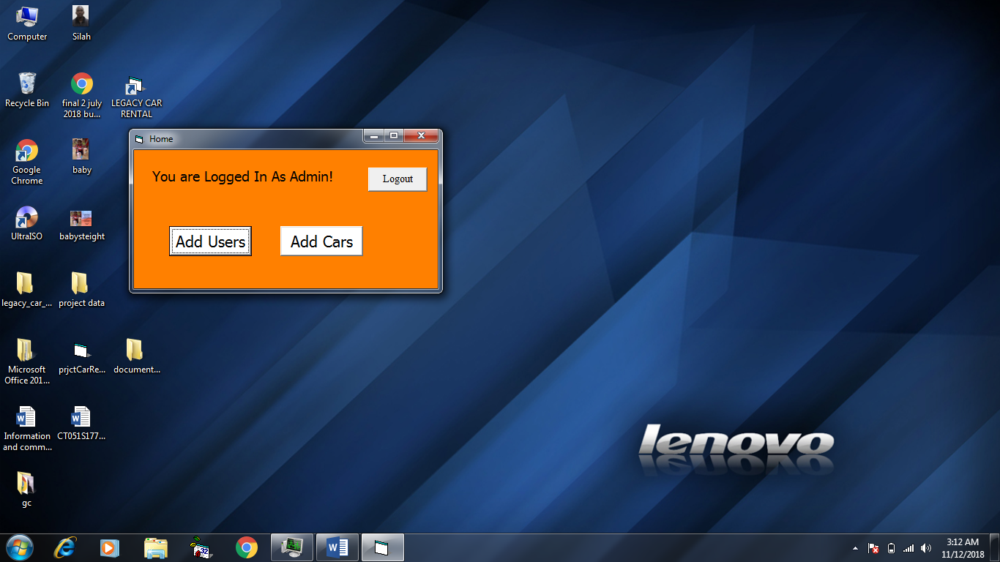 Computer
Silah
Recycle Bin
final 2 july
2018 bu...
LEGACY CAR
RENTAL
Home
You are Logged In As Admin!
Logout
Add Users
Add Cars
Google
Chrome
baby
UltraISO
babysteight
legacy_car_...
project data
Microsoft
Office 201...
prjctCarRe...
document...
Information
and comm...
CT051S177...
gc
lenovo
W
W
W
32
3:12 AM
11/12/2018